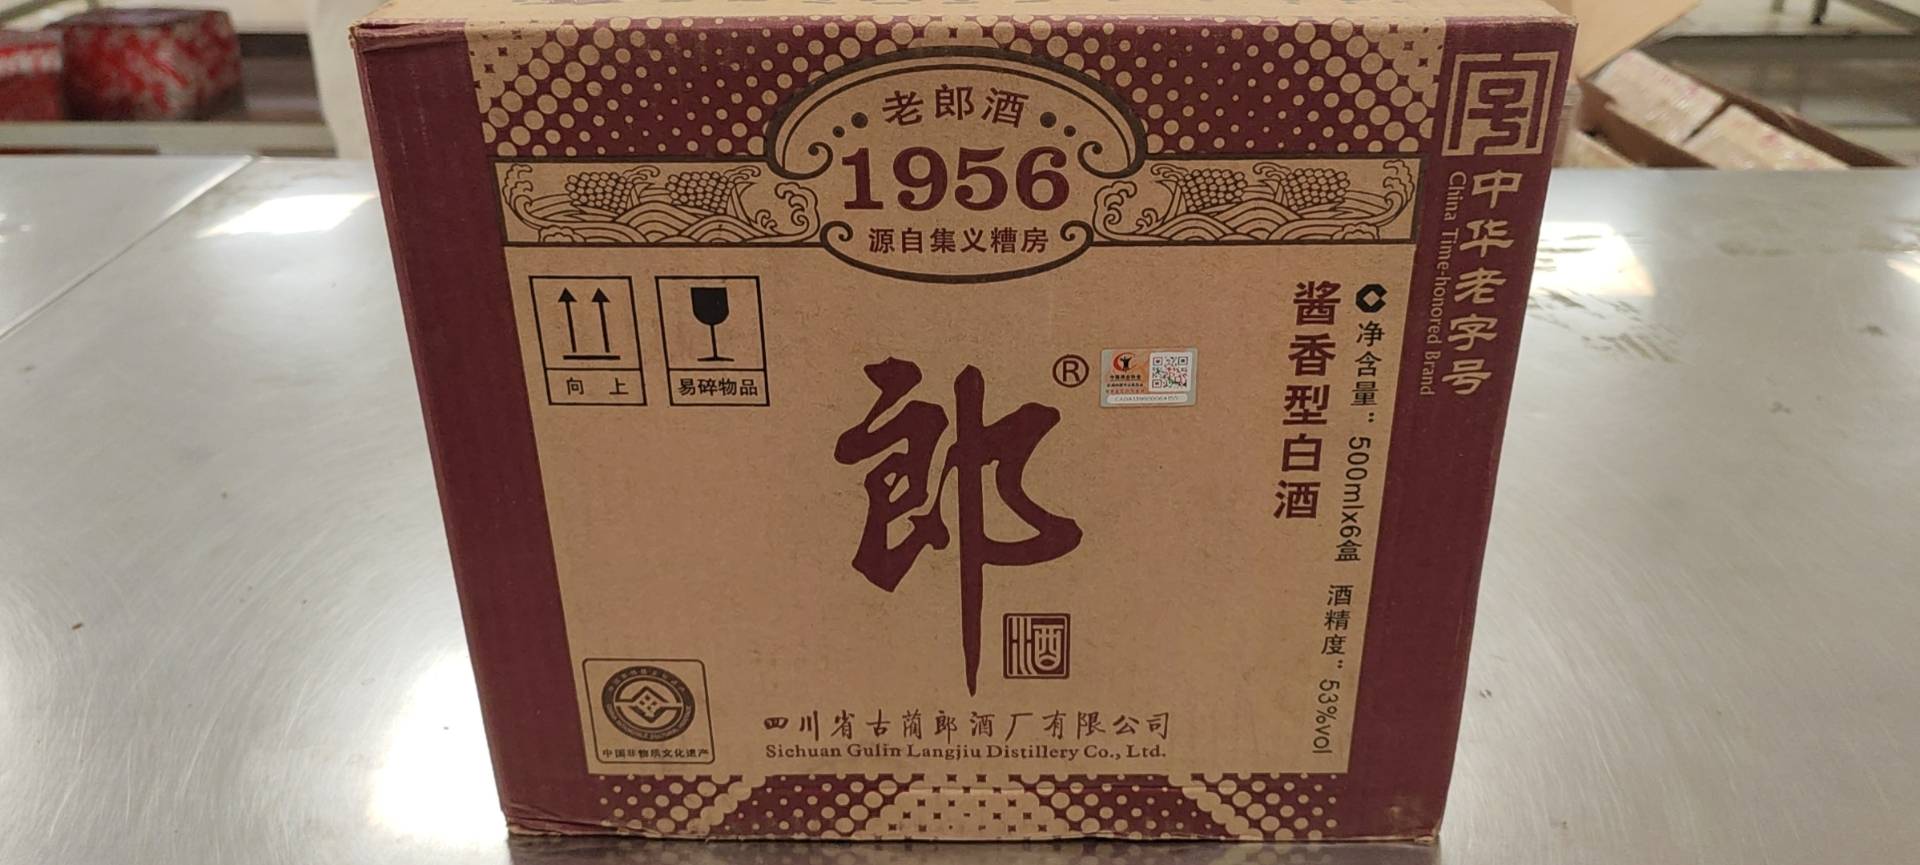 老郎酒
1956
源自集义糟房
号
中华老字号
China Time-honored Brand
向 上
易碎物品
郎®
酒
酱香型白酒
净含量：500mlx6盒 酒精度：53%vol
中国非物质文化遗产
四川省古蔺郎酒厂有限公司
Sichuan Gulin Langjiu Distillery Co., Ltd.